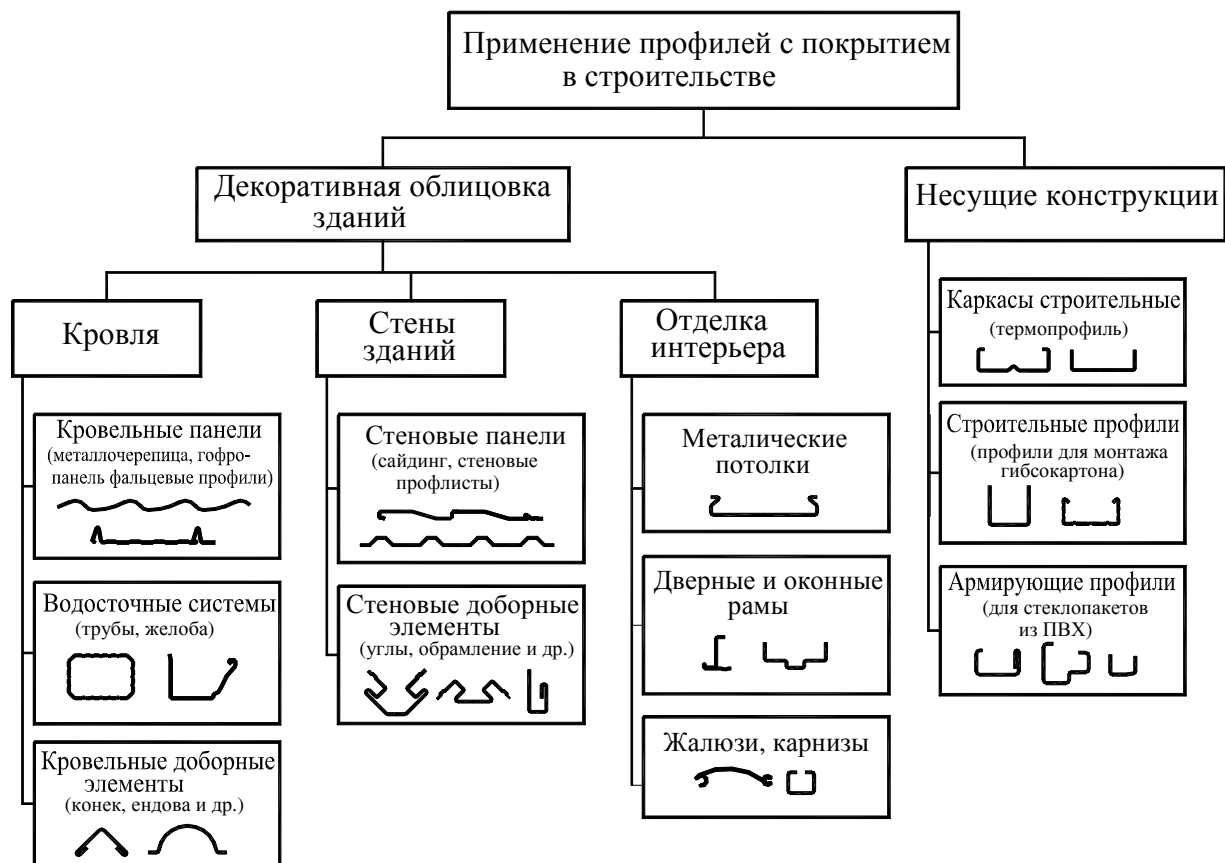 Применение профилей с покрытием
в строительстве
Декоративная облицовка
зданий
Несущие конструкции
Кровля
Стены
зданий
Отделка
интерьера
Кровельные панели
(металлочерепица, гофро-
панель фальцевые профили)
Водосточные системы
(трубы, желоба)
Кровельные доборные
элементы
(конек, ендова и др.)
Стеновые панели
(сайдинг, стеновые
профлисты)
Стеновые доборные
элементы
(углы, обрамление и др.)
Металические
потолки
Дверные и оконные
рамы
Жалюзи, карнизы
Каркасы строительные
(термопрофиль)
Строительные профили
(профили для монтажа
гибсокартона)
Армирующие профили
(для стеклопакетов
из ПВХ)